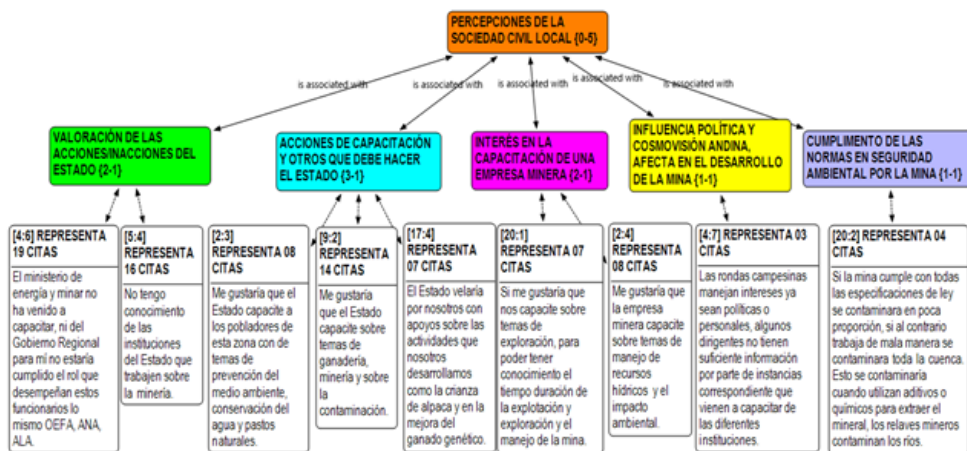 PERCEPCIONES DE LA
SOCIEDAD CIVIL LOCAL {0-5}
is associated with
is associated with
is associated with
is associated with
is associated with
VALORACIÓN DE LAS
ACCIONES/INACCIONES DEL
ESTADO {2-1}
ACCIONES DE CAPACITACIÓN
Y OTROS QUE DEBE HACER
EL ESTADO {3-1}
INTERÉS EN LA
CAPACITACIÓN DE UNA
EMPRESA MINERA {2-1}
INFLUENCIA POLÍTICA Y
COSMOVISIÓN ANDINA,
AFECTA EN EL DESARROLLO
DE LA MINA {1-1}
CUMPLIMENTO DE LAS
NORMAS EN SEGURIDAD
AMBIENTAL POR LA MINA {1-1}
[4:6] REPRESENTA
19 CITAS
El ministerio de
energía y minar no
ha venido a
capacitar, ni del
Gobierno Regional
para mí no estaría
cumplido el rol que
desempeñan estos
funcionarios lo
mismo OEFA, ANA,
ALA.
[5:4]
REPRESENTA
16 CITAS
No tengo
conocimiento
de las
instituciones
del Estado que
trabajen sobre
la minería.
[2:3]
REPRESENTA 08
CITAS
Me gustaría que el
Estado capacite a
los pobladores de
esta zona con de
temas de
prevención del
medio ambiente,
conservación del
agua y pastos
naturales.
[9:2]
REPRESENTA
14 CITAS
Me gustaría
que el Estado
capacite sobre
temas de
ganadería,
minería y sobre
la
contaminación.
[17:4]
REPRESENTA
07 CITAS
El Estado velaría
por nosotros con
apoyos sobre las
actividades que
nosotros
desarrollamos
como la crianza
de alpaca y en la
mejora del
ganado genético.
[20:1]
REPRESENTA 07
CITAS
Si me gustaría que
nos capacite sobre
temas de
exploración, para
poder tener
conocimiento el
tiempo duración de
la explotación y
exploración y el
manejo de la mina.
[2:4]
REPRESENTA
08 CITAS
Me gustaría que
la empresa
minera capacite
sobre temas de
manejo de
recursos
hídricos y el
impacto
ambiental.
[4:7] REPRESENTA 03
CITAS
Las rondas campesinas
manejan intereses ya
sean políticas o
personales, algunos
dirigentes no tienen
suficiente información
por parte de instancias
correspondiente que
vienen a capacitar de
las diferentes
instituciones.
[20:2] REPRESENTA 04
CITAS
Si la mina cumple con todas
las especificaciones de ley
se contaminara en poca
proporción, si al contrario
trabaja de mala manera se
contaminara toda la cuenca.
Esto se contaminaría
cuando utilizan aditivos o
químicos para extraer el
mineral, los relaves mineros
contaminan los ríos.